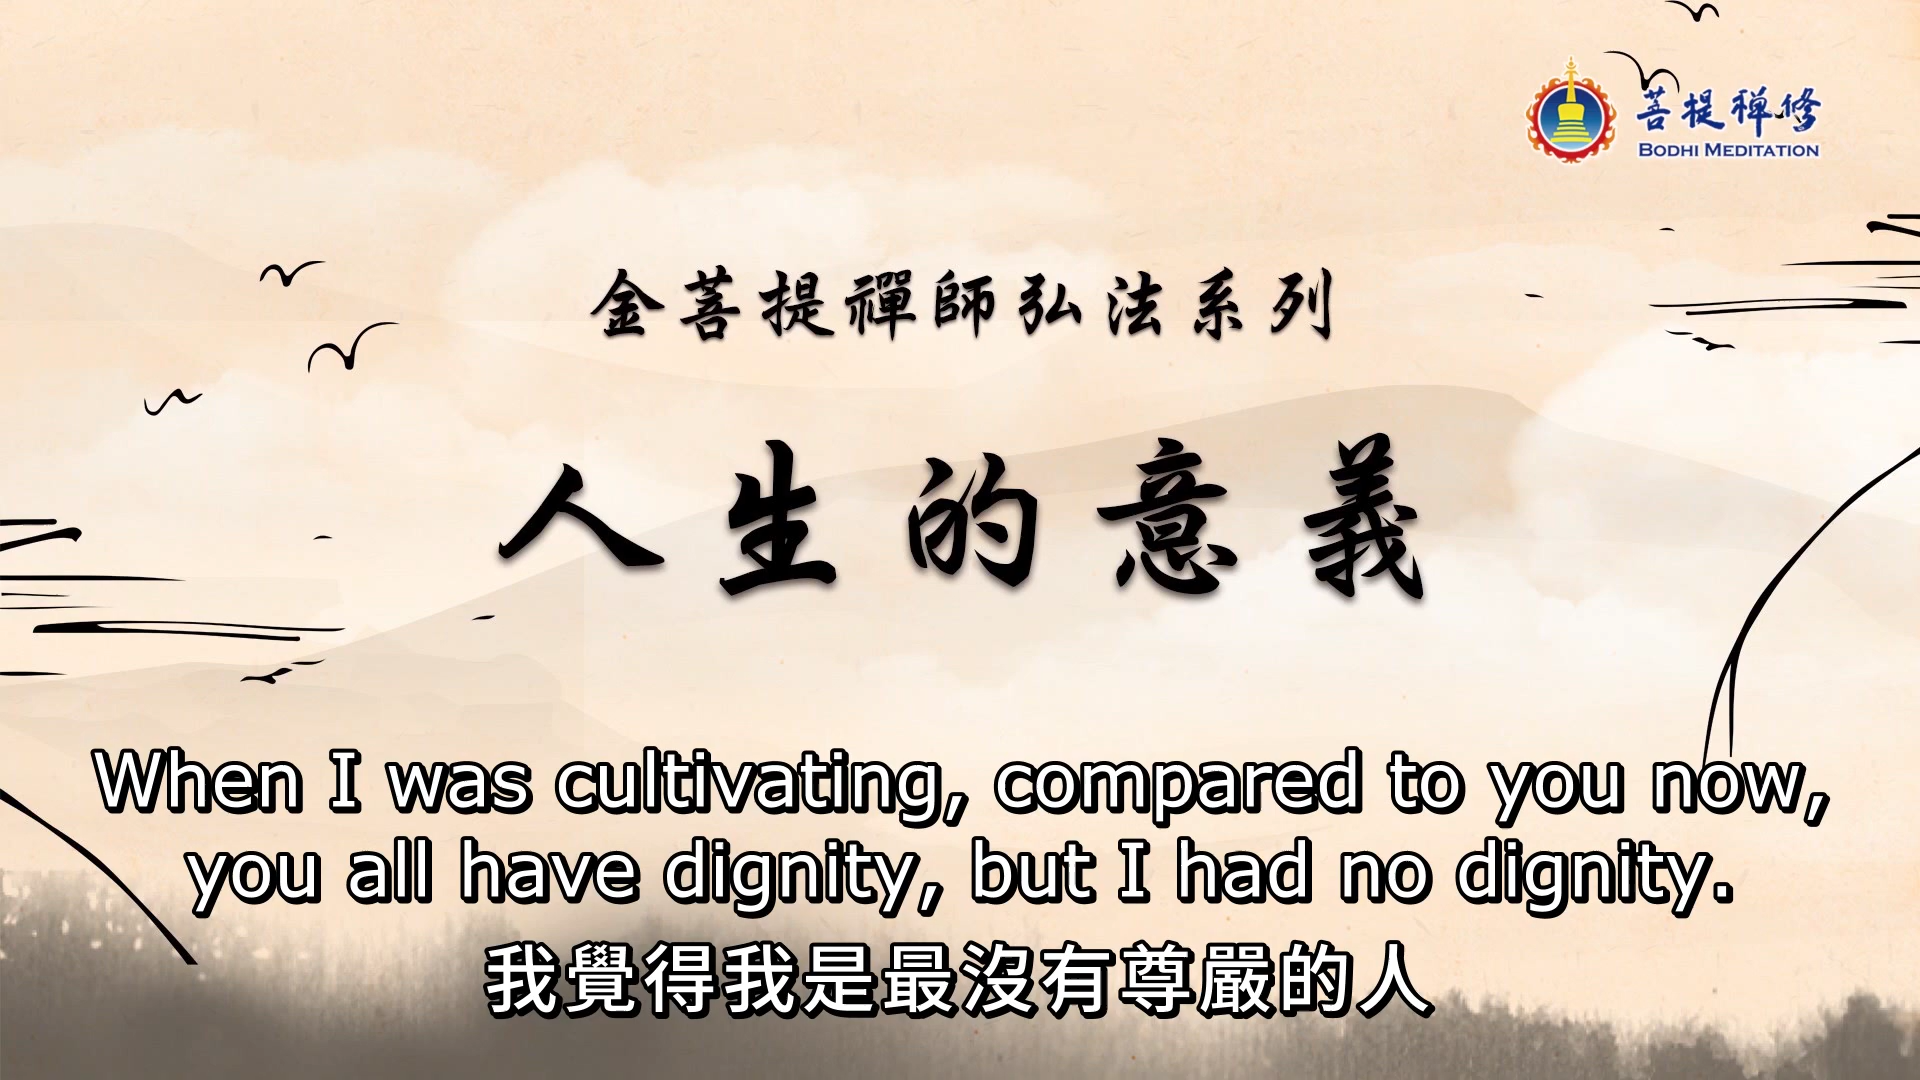 菩提禪修
BODHI MEDITATION
金菩提禪師弘法系列
人生的意義
When I was cultivating, compared to you now,
you all have dignity, but I had no dignity.
我覺得我是最沒有尊嚴的人